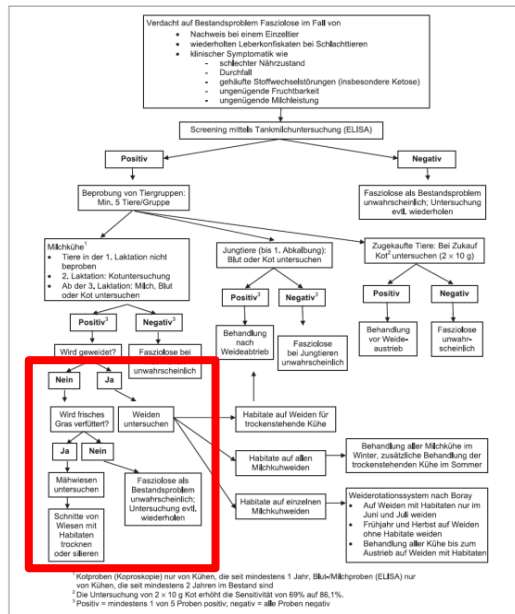 Verdacht auf Bestandsproblem Fasziolose im Fall von
• Nachweis bei einem Einzeltier
• wiederholten Leberkonfiskaten bei Schlachttieren
• klinischer Symptomatik wie
- schlechter Nährzustand
- Durchfall
- gehäufte Stoffwechselstörungen (insbesondere Ketose)
- ungenügende Fruchtbarkeit
- ungenügende Milchleistung
Screening mittels Tankmilchuntersuchung (ELISA)
Positiv
Negativ
Beprobung von Tiergruppen:
Min. 5 Tiere/Gruppe
Fasziolose als Bestandsproblem
unwahrscheinlich; Untersuchung
evtl. wiederholen
Milchkühe¹
• Tiere in der 1. Laktation nicht
beproben
• 2. Laktation: Kotuntersuchung
• Ab der 3. Laktation: Milch, Blut
oder Kot untersuchen
Jungtiere (bis 1. Abkalbung):
Blut oder Kot untersuchen
Zugekaufte Tiere: Bei Zukauf
Kot² untersuchen (2 × 10 g)
Positiv³
Negativ³
Positiv³
Negativ³
Positiv
Negativ
Wird geweidet?
Fasziolose bei
unwahrscheinlich
Behandlung
nach
Weideabtrieb
Fasziolose
bei Jungtieren
unwahrscheinlich
Behandlung
vor Weide-
austrieb
Fasziolose
unwahr-
scheinlich
Nein
Ja
Wird frisches
Gras verfüttert?
Weiden
untersuchen
Habitate auf Weiden für
trockenstehende Kühe
Ja
Nein
Habitate auf allen
Milchkuhweiden
Behandlung aller Milchkühe im
Winter, zusätzliche Behandlung der
trockenstehenden Kühe im Sommer
Mähwiesen
untersuchen
Fasziolose als
Bestandsproblem
unwahrscheinlich;
Untersuchung evtl.
wiederholen
Habitate auf einzelnen
Milchkuhweiden
Weiderotationssystem nach Boray
• Auf Weiden mit Habitaten nur im
Juni und Juli weiden
• Frühjahr und Herbst auf Weiden
ohne Habitate weiden
• Behandlung aller Kühe bis zum
Austrieb auf Weiden mit Habitaten
Schnitte von
Wiesen mit
Habitaten
trocknen
oder silieren
¹ Kotproben (Koproskopie) nur von Kühen, die seit mindestens 1 Jahr, Blut-/Milchproben (ELISA) nur
von Kühen, die seit mindestens 2 Jahren im Bestand sind
² Die Untersuchung von 2 × 10 g Kot erhöht die Sensitivität von 69% auf 86,1%.
³ Positiv = mindestens 1 von 5 Proben positiv; negativ = alle Proben negativ